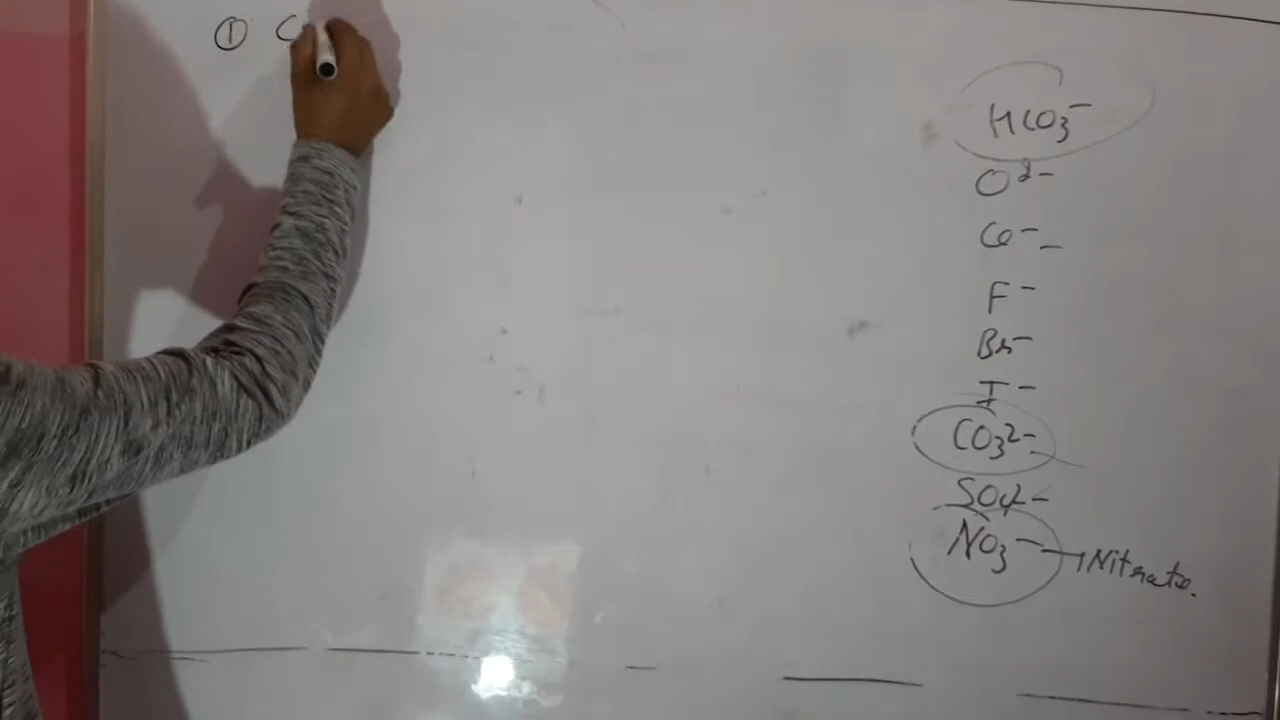 ① C
HCO₃⁻
O²⁻
Cl⁻
F⁻
Br⁻
I⁻
CO₃²⁻
SO₄²⁻
NO₃⁻ → Nitrate.